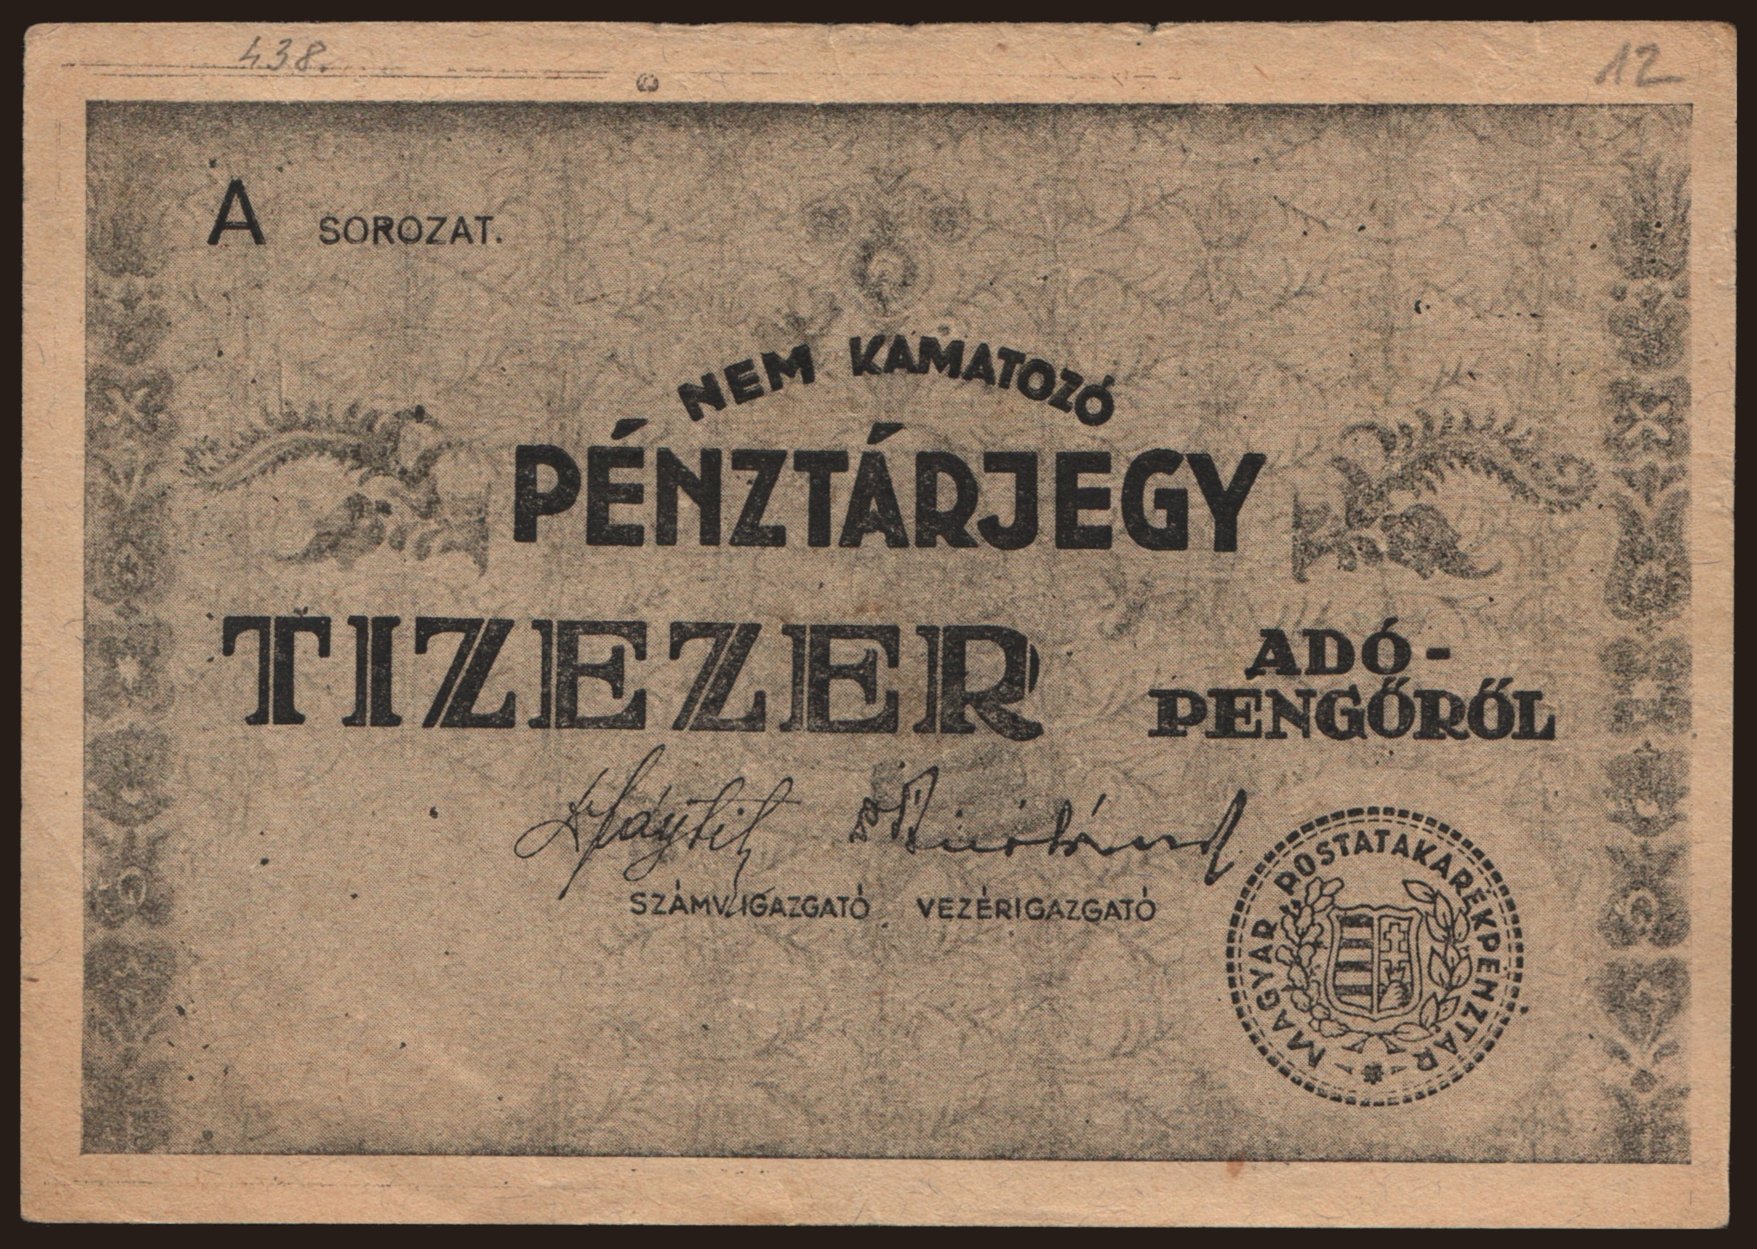 438.
12
A SOROZAT.
NEM KAMATOZÓ
PÉNZTÁRJEGY
TIZEZER
ADÓ-
PENGŐRŐL
SZÁMV.IGAZGATÓ VEZÉRIGAZGATÓ
MAGYAR POSTATAKARÉKPÉNZTÁR